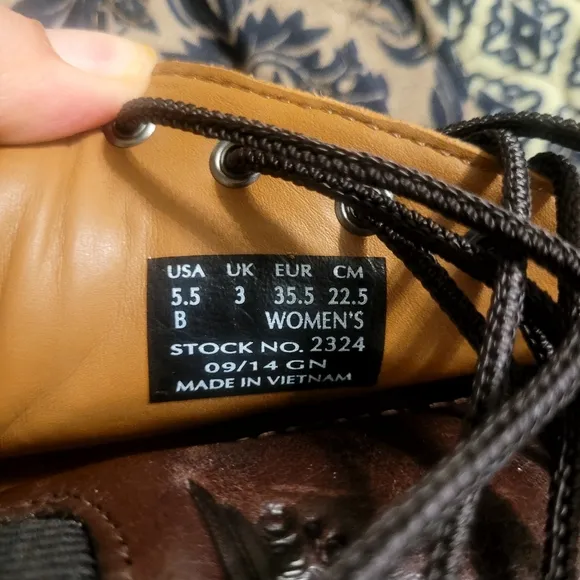 USA UK EUR CM
5.5 3 35.5 22.5
B WOMEN'S
STOCK NO. 2324
09/14 GN
MADE IN VIETNAM